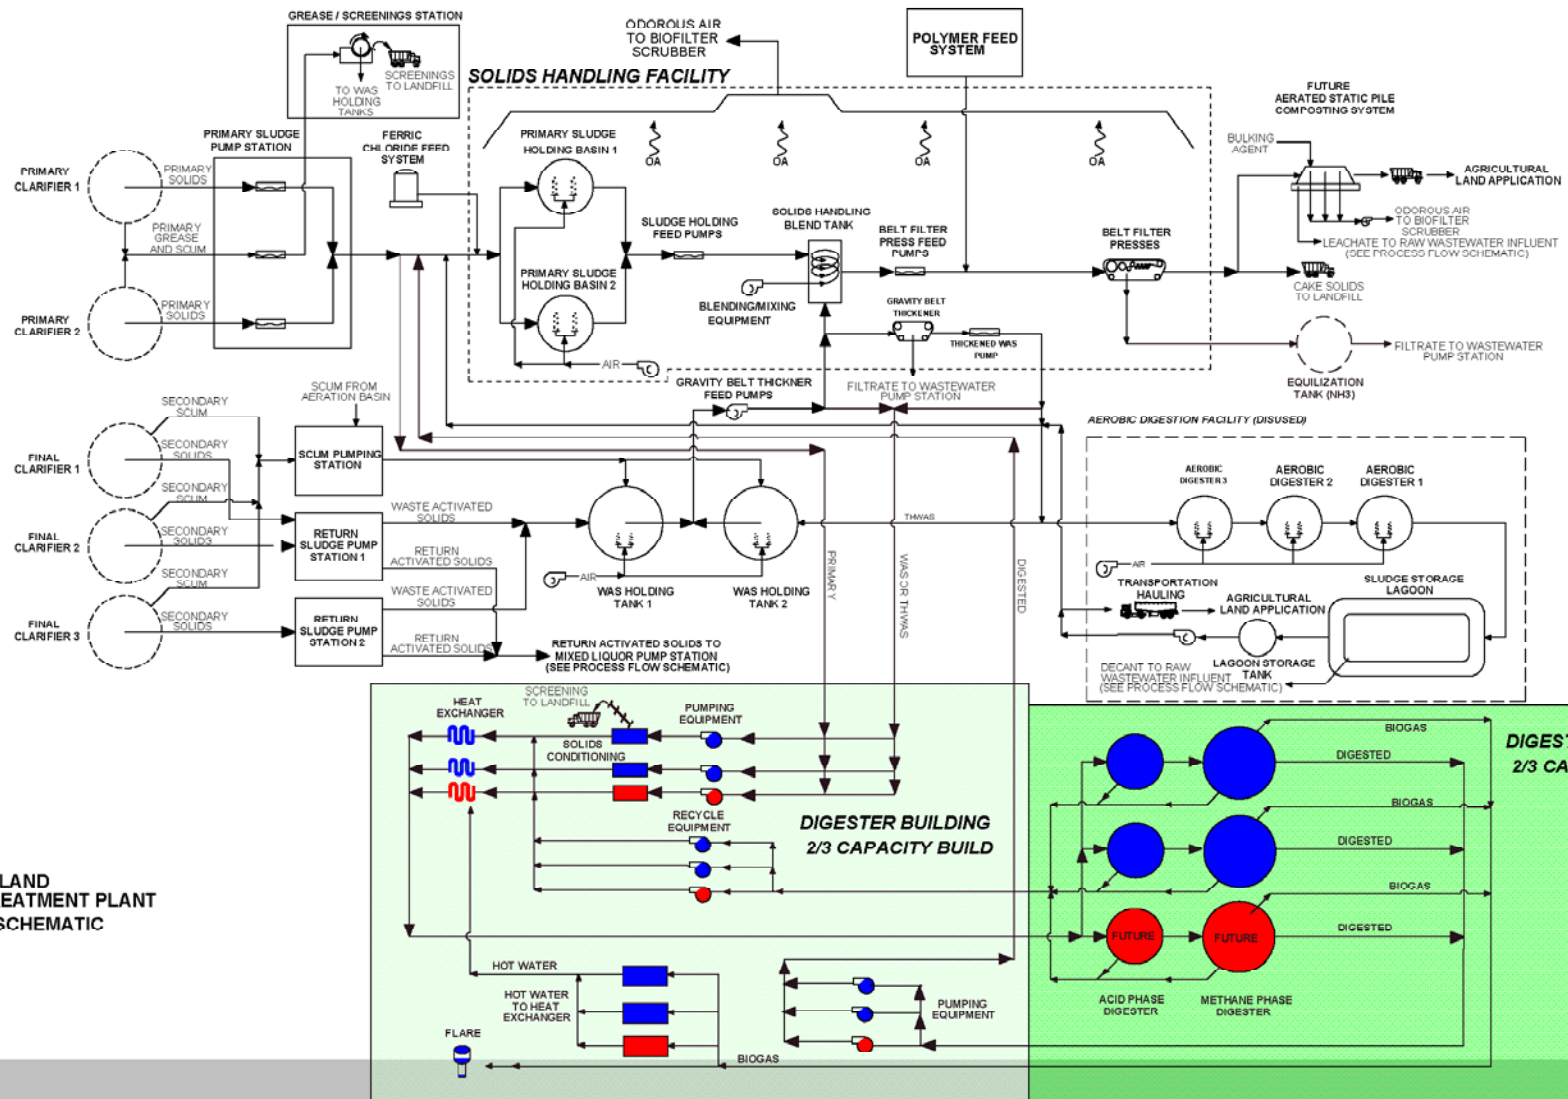 GREASE / SCREENINGS STATION
SCREENINGS
TO LANDFILL
TO WAS
HOLDING
TANKS
ODOROUS AIR
TO BIOFILTER
SCRUBBER
POLYMER FEED
SYSTEM
SOLIDS HANDLING FACILITY
FUTURE
AERATED STATIC PILE
COMPOSTING SYSTEM
PRIMARY SLUDGE
PUMP STATION
FERRIC
CHLORIDE FEED
SYSTEM
PRIMARY SLUDGE
HOLDING BASIN 1
OA
OA
OA
OA
BULKING
AGENT
AGRICULTURAL
LAND APPLICATION
PRIMARY
CLARIFIER 1
PRIMARY
SOLIDS
PRIMARY
GREASE
AND SCUM
PRIMARY
SOLIDS
PRIMARY
CLARIFIER 2
SLUDGE HOLDING
FEED PUMPS
SOLIDS HANDLING
BLEND TANK
BELT FILTER
PRESS FEED
PUMPS
BELT FILTER
PRESSES
ODOROUS AIR
TO BIOFILTER
SCRUBBER
LEACHATE TO RAW WASTEWATER INFLUENT
(SEE PROCESS FLOW SCHEMATIC)
PRIMARY SLUDGE
HOLDING BASIN 2
BLENDING/MIXING
EQUIPMENT
GRAVITY BELT
THICKENER
THICKENED WAS
PUMP
CAKE SOLIDS
TO LANDFILL
AIR
FILTRATE TO WASTEWATER
PUMP STATION
FILTRATE TO WASTEWATER
PUMP STATION
EQUILIZATION
TANK (NH3)
GRAVITY BELT THICKNER
FEED PUMPS
SCUM FROM
AERATION BASIN
SECONDARY
SCUM
AEROBIC DIGESTION FACILITY (DISUSED)
FINAL
CLARIFIER 1
SECONDARY
SOLIDS
SCUM PUMPING
STATION
AEROBIC
DIGESTER 3
AEROBIC
DIGESTER 2
AEROBIC
DIGESTER 1
SECONDARY
SCUM
WASTE ACTIVATED
SOLIDS
THWAS
FINAL
CLARIFIER 2
SECONDARY
SOLIDS
RETURN
SLUDGE PUMP
STATION 1
RETURN
ACTIVATED SOLIDS
AIR
WAS HOLDING
TANK 1
WAS HOLDING
TANK 2
PRIMARY
WAS OR THWAS
DIGESTED
AIR
TRANSPORTATION
HAULING
AGRICULTURAL
LAND APPLICATION
SLUDGE STORAGE
LAGOON
SECONDARY
SCUM
WASTE ACTIVATED
SOLIDS
FINAL
CLARIFIER 3
SECONDARY
SOLIDS
RETURN
SLUDGE PUMP
STATION 2
RETURN
ACTIVATED SOLIDS
RETURN ACTIVATED SOLIDS TO
MIXED LIQUOR PUMP STATION
(SEE PROCESS FLOW SCHEMATIC)
LAGOON STORAGE
TANK
DECANT TO RAW
WASTEWATER INFLUENT
(SEE PROCESS FLOW SCHEMATIC)
HEAT
EXCHANGER
SCREENING
TO LANDFILL
PUMPING
EQUIPMENT
SOLIDS
CONDITIONING
RECYCLE
EQUIPMENT
DIGESTER BUILDING
2/3 CAPACITY BUILD
BIOGAS
DIGESTED
DIGEST
2/3 CA
BIOGAS
DIGESTED
BIOGAS
DIGESTED
FUTURE
FUTURE
ACID PHASE
DIGESTER
METHANE PHASE
DIGESTER
LAND
EATMENT PLANT
SCHEMATIC
HOT WATER
HOT WATER
TO HEAT
EXCHANGER
PUMPING
EQUIPMENT
FLARE
BIOGAS